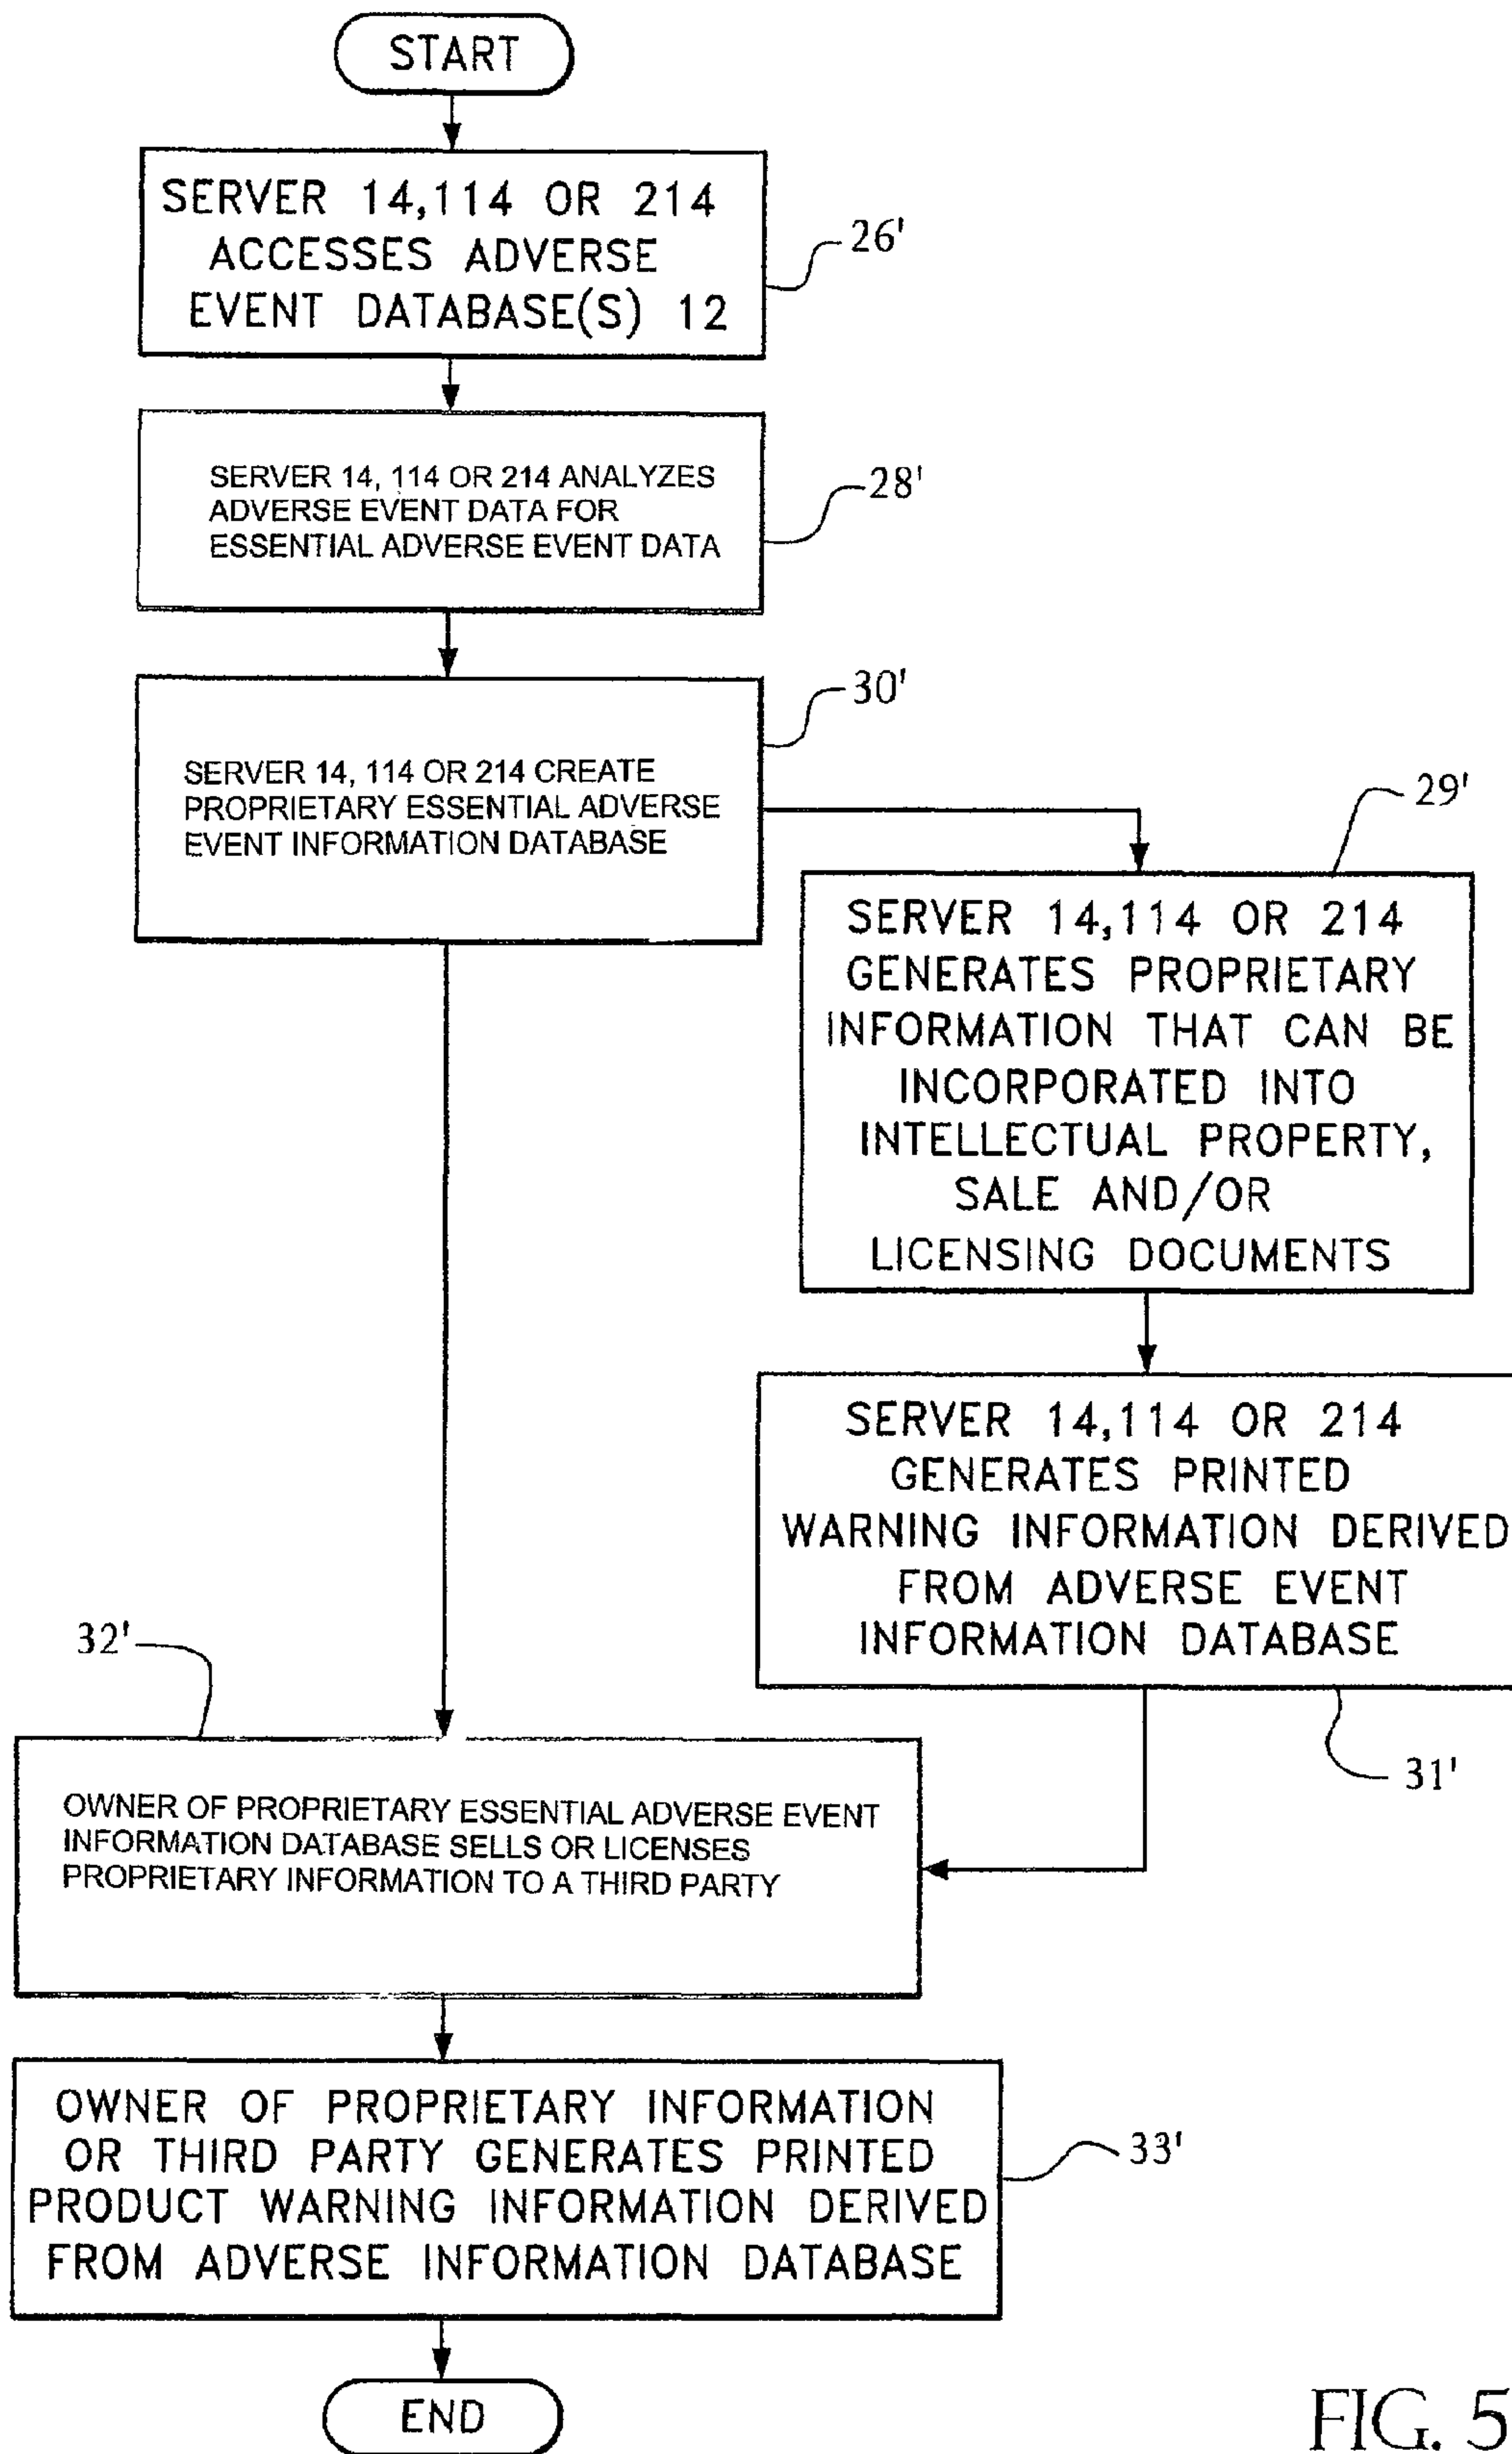 START
SERVER 14,114 OR 214
ACCESSES ADVERSE
EVENT DATABASE(S) 12
26'
SERVER 14, 114 OR 214 ANALYZES
ADVERSE EVENT DATA FOR
ESSENTIAL ADVERSE EVENT DATA
28'
SERVER 14, 114 OR 214 CREATE
PROPRIETARY ESSENTIAL ADVERSE
EVENT INFORMATION DATABASE
30'
29'
SERVER 14,114 OR 214
GENERATES PROPRIETARY
INFORMATION THAT CAN BE
INCORPORATED INTO
INTELLECTUAL PROPERTY,
SALE AND/OR
LICENSING DOCUMENTS
SERVER 14,114 OR 214
GENERATES PRINTED
WARNING INFORMATION DERIVED
FROM ADVERSE EVENT
INFORMATION DATABASE
31'
32'
OWNER OF PROPRIETARY ESSENTIAL ADVERSE EVENT
INFORMATION DATABASE SELLS OR LICENSES
PROPRIETARY INFORMATION TO A THIRD PARTY
OWNER OF PROPRIETARY INFORMATION
OR THIRD PARTY GENERATES PRINTED
PRODUCT WARNING INFORMATION DERIVED
FROM ADVERSE INFORMATION DATABASE
33'
END
FIG. 5